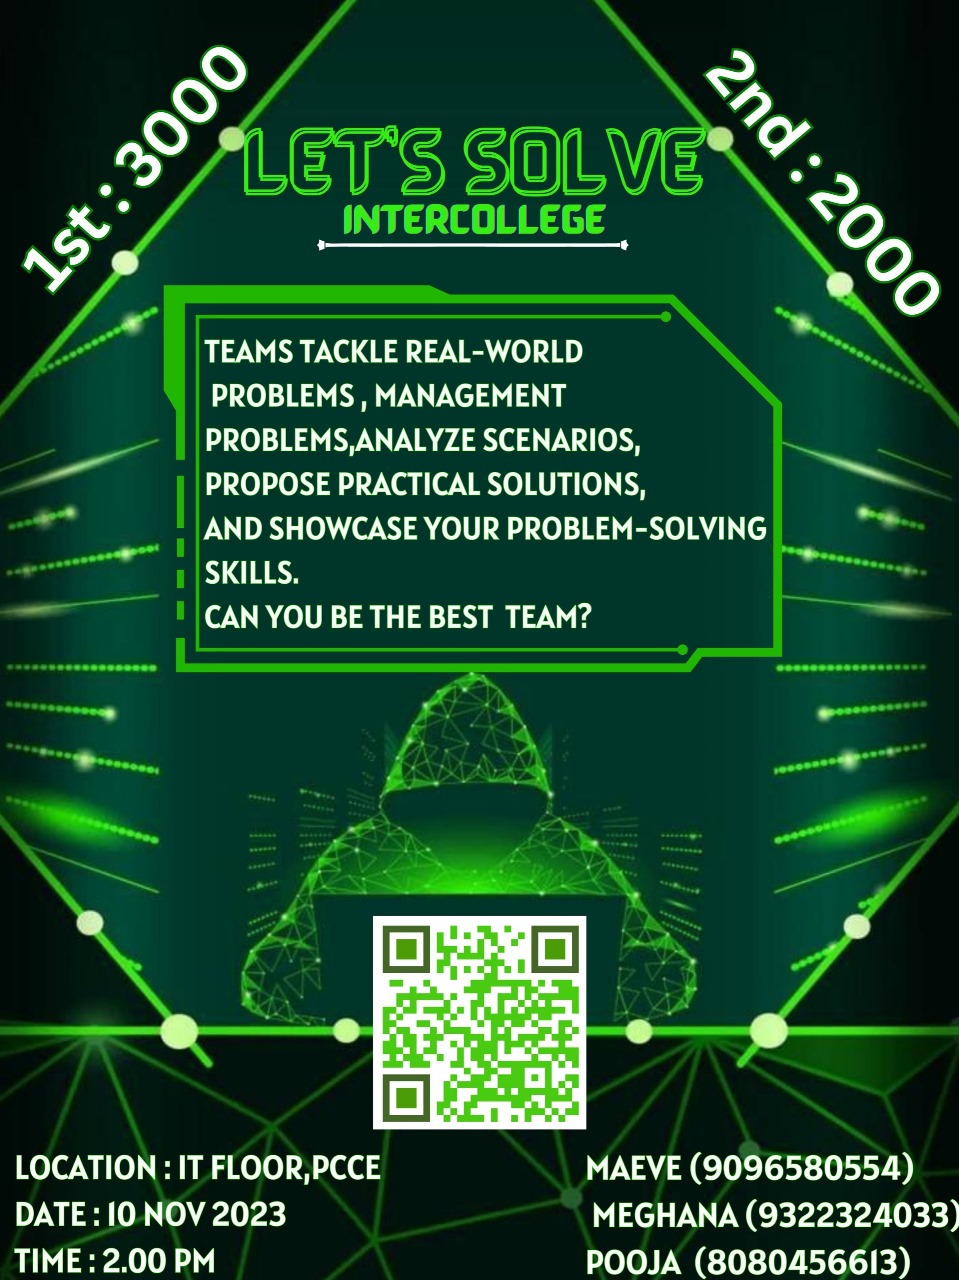 1st : 3000
2nd : 2000
LET'S SOLVE
INTERCOLLEGE
TEAMS TACKLE REAL-WORLD
PROBLEMS , MANAGEMENT
PROBLEMS,ANALYZE SCENARIOS,
PROPOSE PRACTICAL SOLUTIONS,
AND SHOWCASE YOUR PROBLEM-SOLVING
SKILLS.
CAN YOU BE THE BEST TEAM?
LOCATION : IT FLOOR,PCCE
DATE : 10 NOV 2023
TIME : 2.00 PM
MAEVE (9096580554)
MEGHANA (9322324033)
POOJA (8080456613)